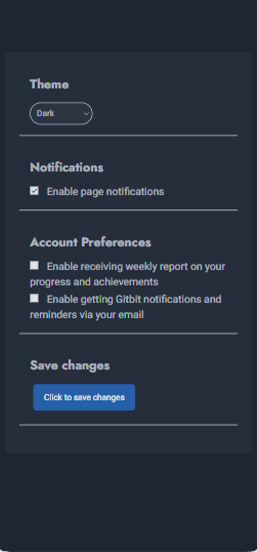 Theme
Dark
Notifications
Enable page notifications
Account Preferences
Enable receiving weekly report on your
progress and achievements
Enable getting Gitbit notifications and
reminders via your email
Save changes
Click to save changes